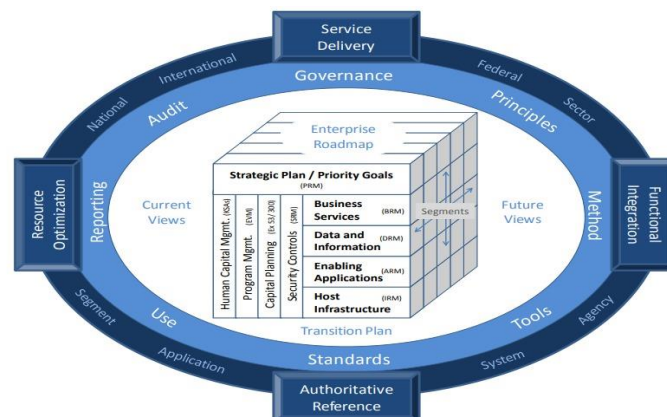 Service
Delivery
International
Federal
Governance
National
Sector
Audit
Principles
Enterprise
Roadmap
Strategic Plan / Priority Goals
(PRM)
Resource
Optimization
Reporting
Current
Views
Human Capital Mgmt. (KSAs)
Program Mgmt. (EVM)
Capital Planning (Ex 53/300)
Security Controls (SRM)
Business
Services (BRM)
Data and
Information (DRM)
Enabling
Applications (ARM)
Host
Infrastructure (IRM)
Segments
Future
Views
Method
Functional
Integration
Transition Plan
Use
Tools
Segment
Agency
Standards
Application
System
Authoritative
Reference